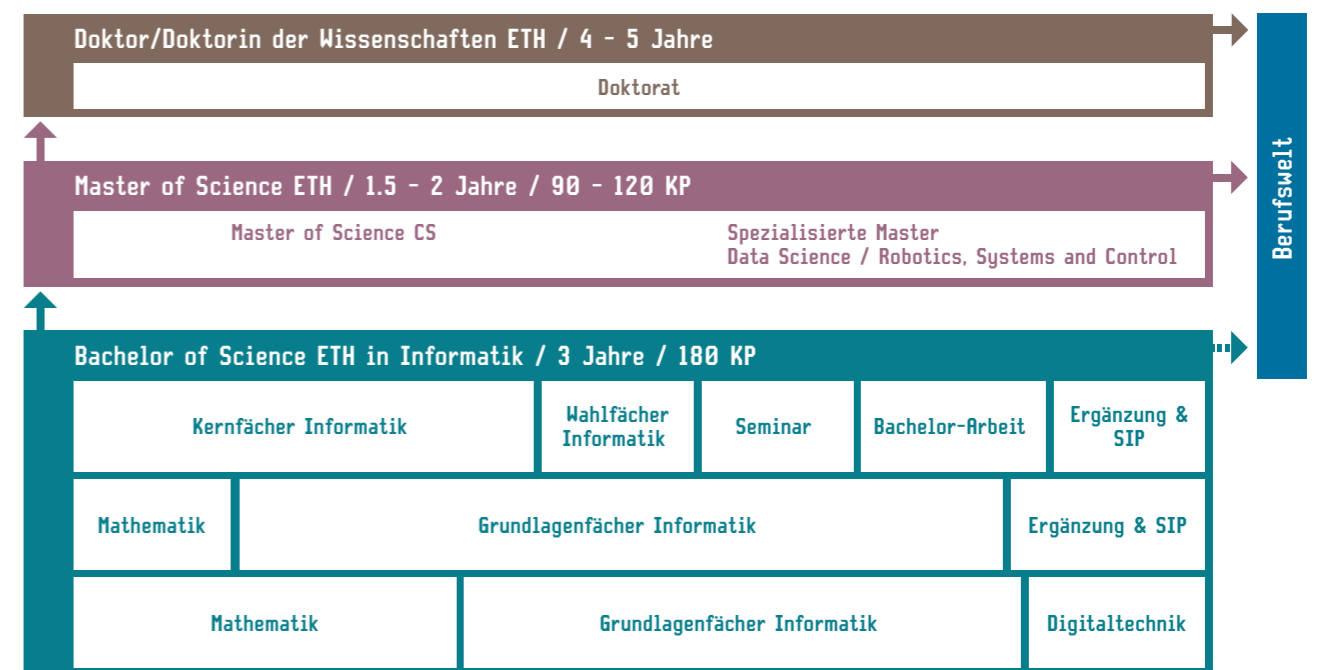 Doktor/Doktorin der Wissenschaften ETH / 4 - 5 Jahre
Doktorat
Master of Science ETH / 1.5 - 2 Jahre / 90 - 120 KP
Master of Science CS
Spezialisierte Master
Data Science / Robotics, Systems and Control
Berufswelt
Bachelor of Science ETH in Informatik / 3 Jahre / 180 KP
Kernfächer Informatik
Wahlfächer
Informatik
Seminar
Bachelor-Arbeit
Ergänzung &
SIP
Mathematik
Grundlagenfächer Informatik
Ergänzung & SIP
Mathematik
Grundlagenfächer Informatik
Digitaltechnik